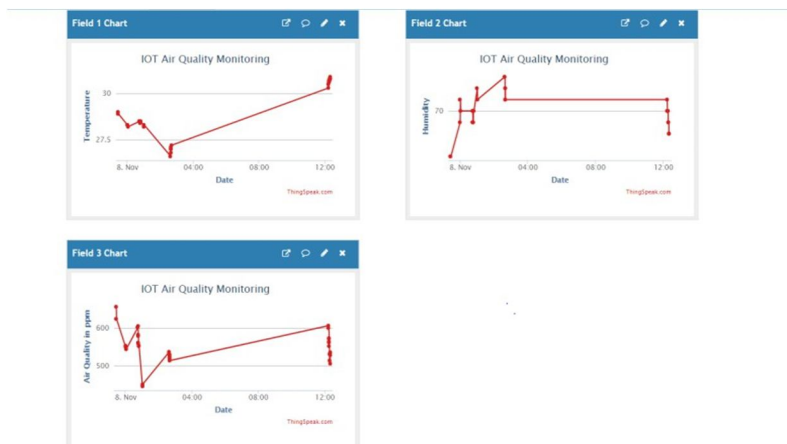 Field 1 Chart
IOT Air Quality Monitoring
Temperature
30
27.5
8. Nov 04:00 08:00 12:00
Date
ThingSpeak.com
Field 2 Chart
IOT Air Quality Monitoring
Humidity
70
8. Nov 04:00 08:00 12:00
Date
ThingSpeak.com
Field 3 Chart
IOT Air Quality Monitoring
Air Quality in ppm
600
500
8. Nov 04:00 08:00 12:00
Date
ThingSpeak.com